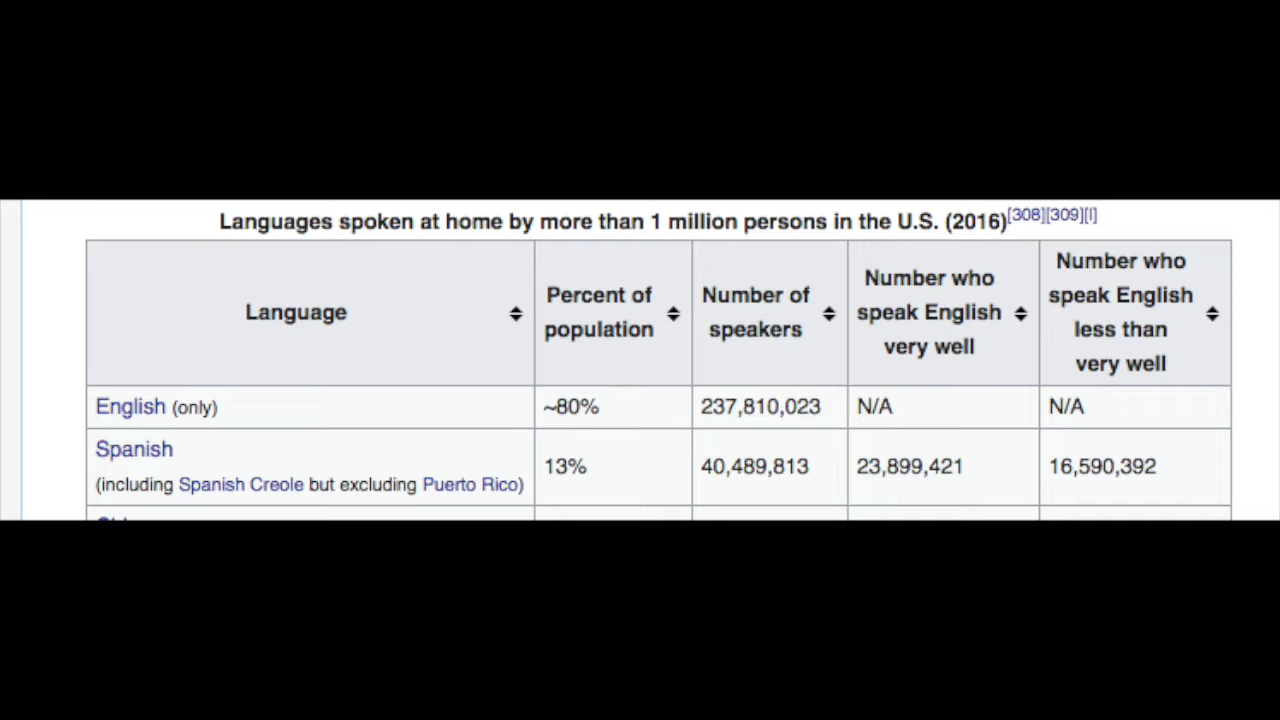 Languages spoken at home by more than 1 million persons in the U.S. (2016)[308][309][l]
Language
Percent of
population
Number of
speakers
Number who
speak English
very well
Number who
speak English
less than
very well
English (only)
~80%
237,810,023
N/A
N/A
Spanish
(including Spanish Creole but excluding Puerto Rico)
13%
40,489,813
23,899,421
16,590,392